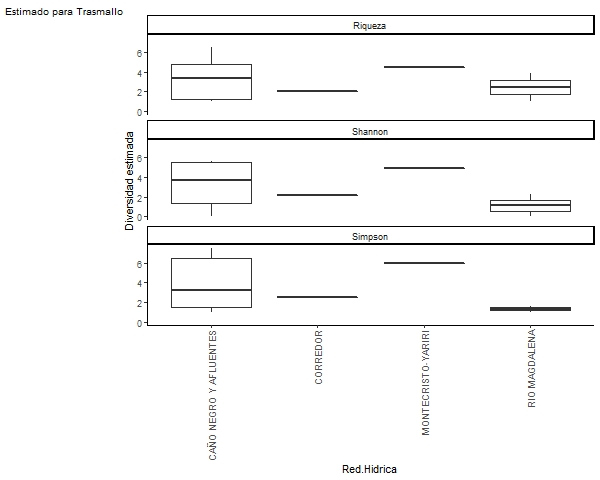 Estimado para Trasmallo
Riqueza
6
4
2
0
Shannon
6
4
2
0
Simpson
6
4
2
0
Diversidad estimada
CAÑO NEGRO Y AFLUENTES
CORREDOR
MONTECRISTO-YARIRI
RIO MAGDALENA
Red.Hidrica